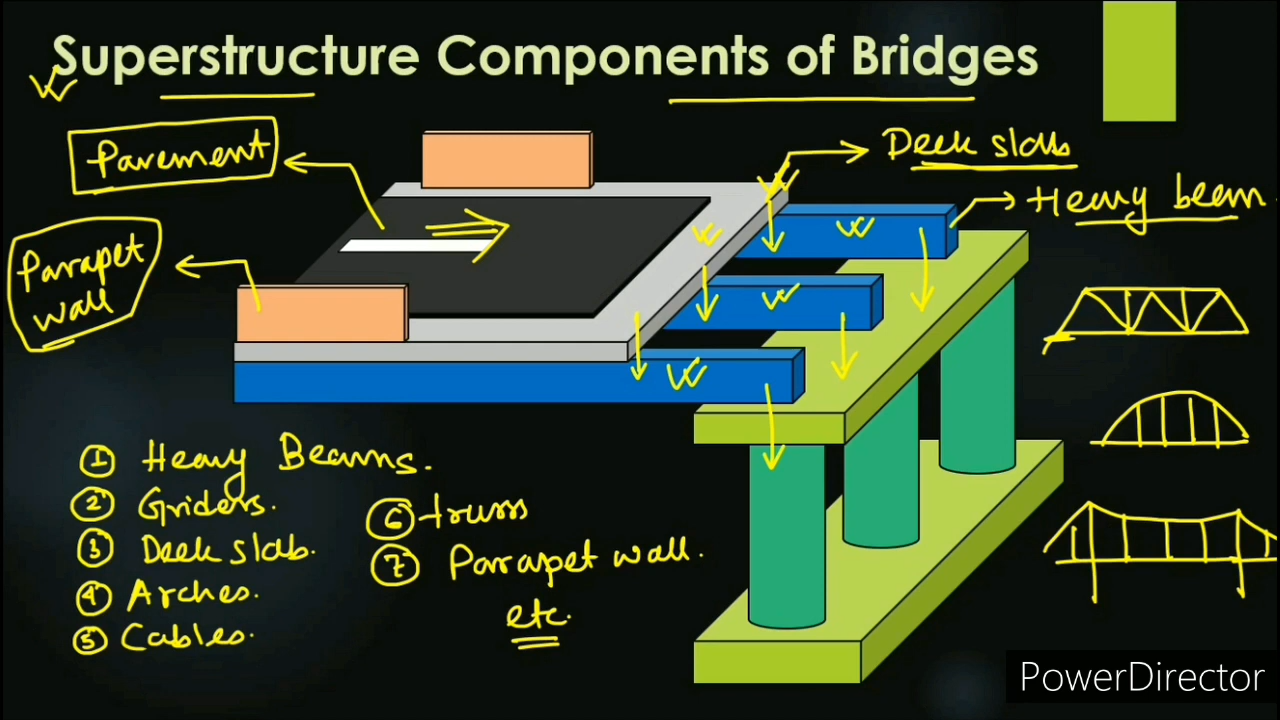 Superstructure Components of Bridges
Pavement
Deck slab
Heavy beam
Parapet
wall
① Heavy Beams.
② Griders.
③ Deck slab.
④ Arches.
⑤ Cables.
⑥ truss
⑦ Parapet wall.
etc.
PowerDirector